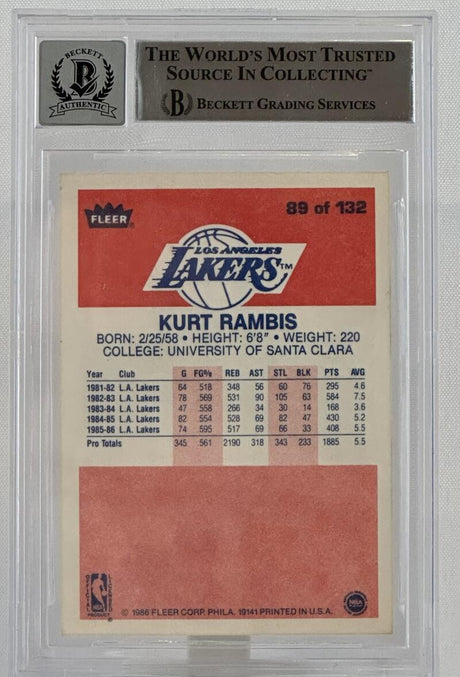 BECKETT
B
AUTHENTIC
THE WORLD'S MOST TRUSTED
SOURCE IN COLLECTING™
B BECKETT GRADING SERVICES
FLEER®
89 of 132
LOS ANGELES
LAKERS™
KURT RAMBIS
BORN: 2/25/58 • HEIGHT: 6'8" • WEIGHT: 220
COLLEGE: UNIVERSITY OF SANTA CLARA
Year Club G FG% REB AST STL BLK PTS AVG
1981-82 L.A. Lakers 64 .518 348 56 60 76 295 4.6
1982-83 L.A. Lakers 78 .569 531 90 105 63 584 7.5
1983-84 L.A. Lakers 47 .558 266 34 30 14 168 3.6
1984-85 L.A. Lakers 82 .554 528 69 82 47 430 5.2
1985-86 L.A. Lakers 74 .595 517 69 66 33 408 5.5
Pro Totals 345 .561 2190 318 343 233 1885 5.5
NBA
PRODUCT
© 1986 FLEER CORP. PHILA. 19141 PRINTED IN U.S.A.